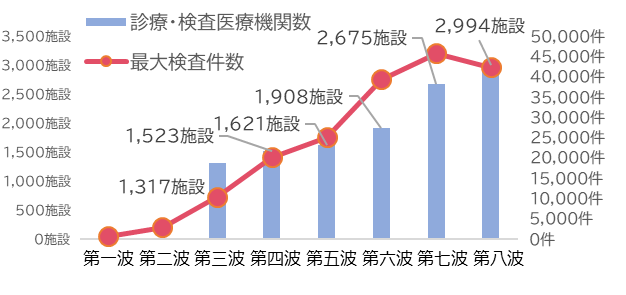 診療・検査医療機関数
最大検査件数
3,500施設
3,000施設
2,500施設
2,000施設
1,500施設
1,000施設
500施設
0施設
1,317施設
1,523施設
1,621施設
1,908施設
2,675施設
2,994施設
50,000件
45,000件
40,000件
35,000件
30,000件
25,000件
20,000件
15,000件
10,000件
5,000件
0件
第一波 第二波 第三波 第四波 第五波 第六波 第七波 第八波